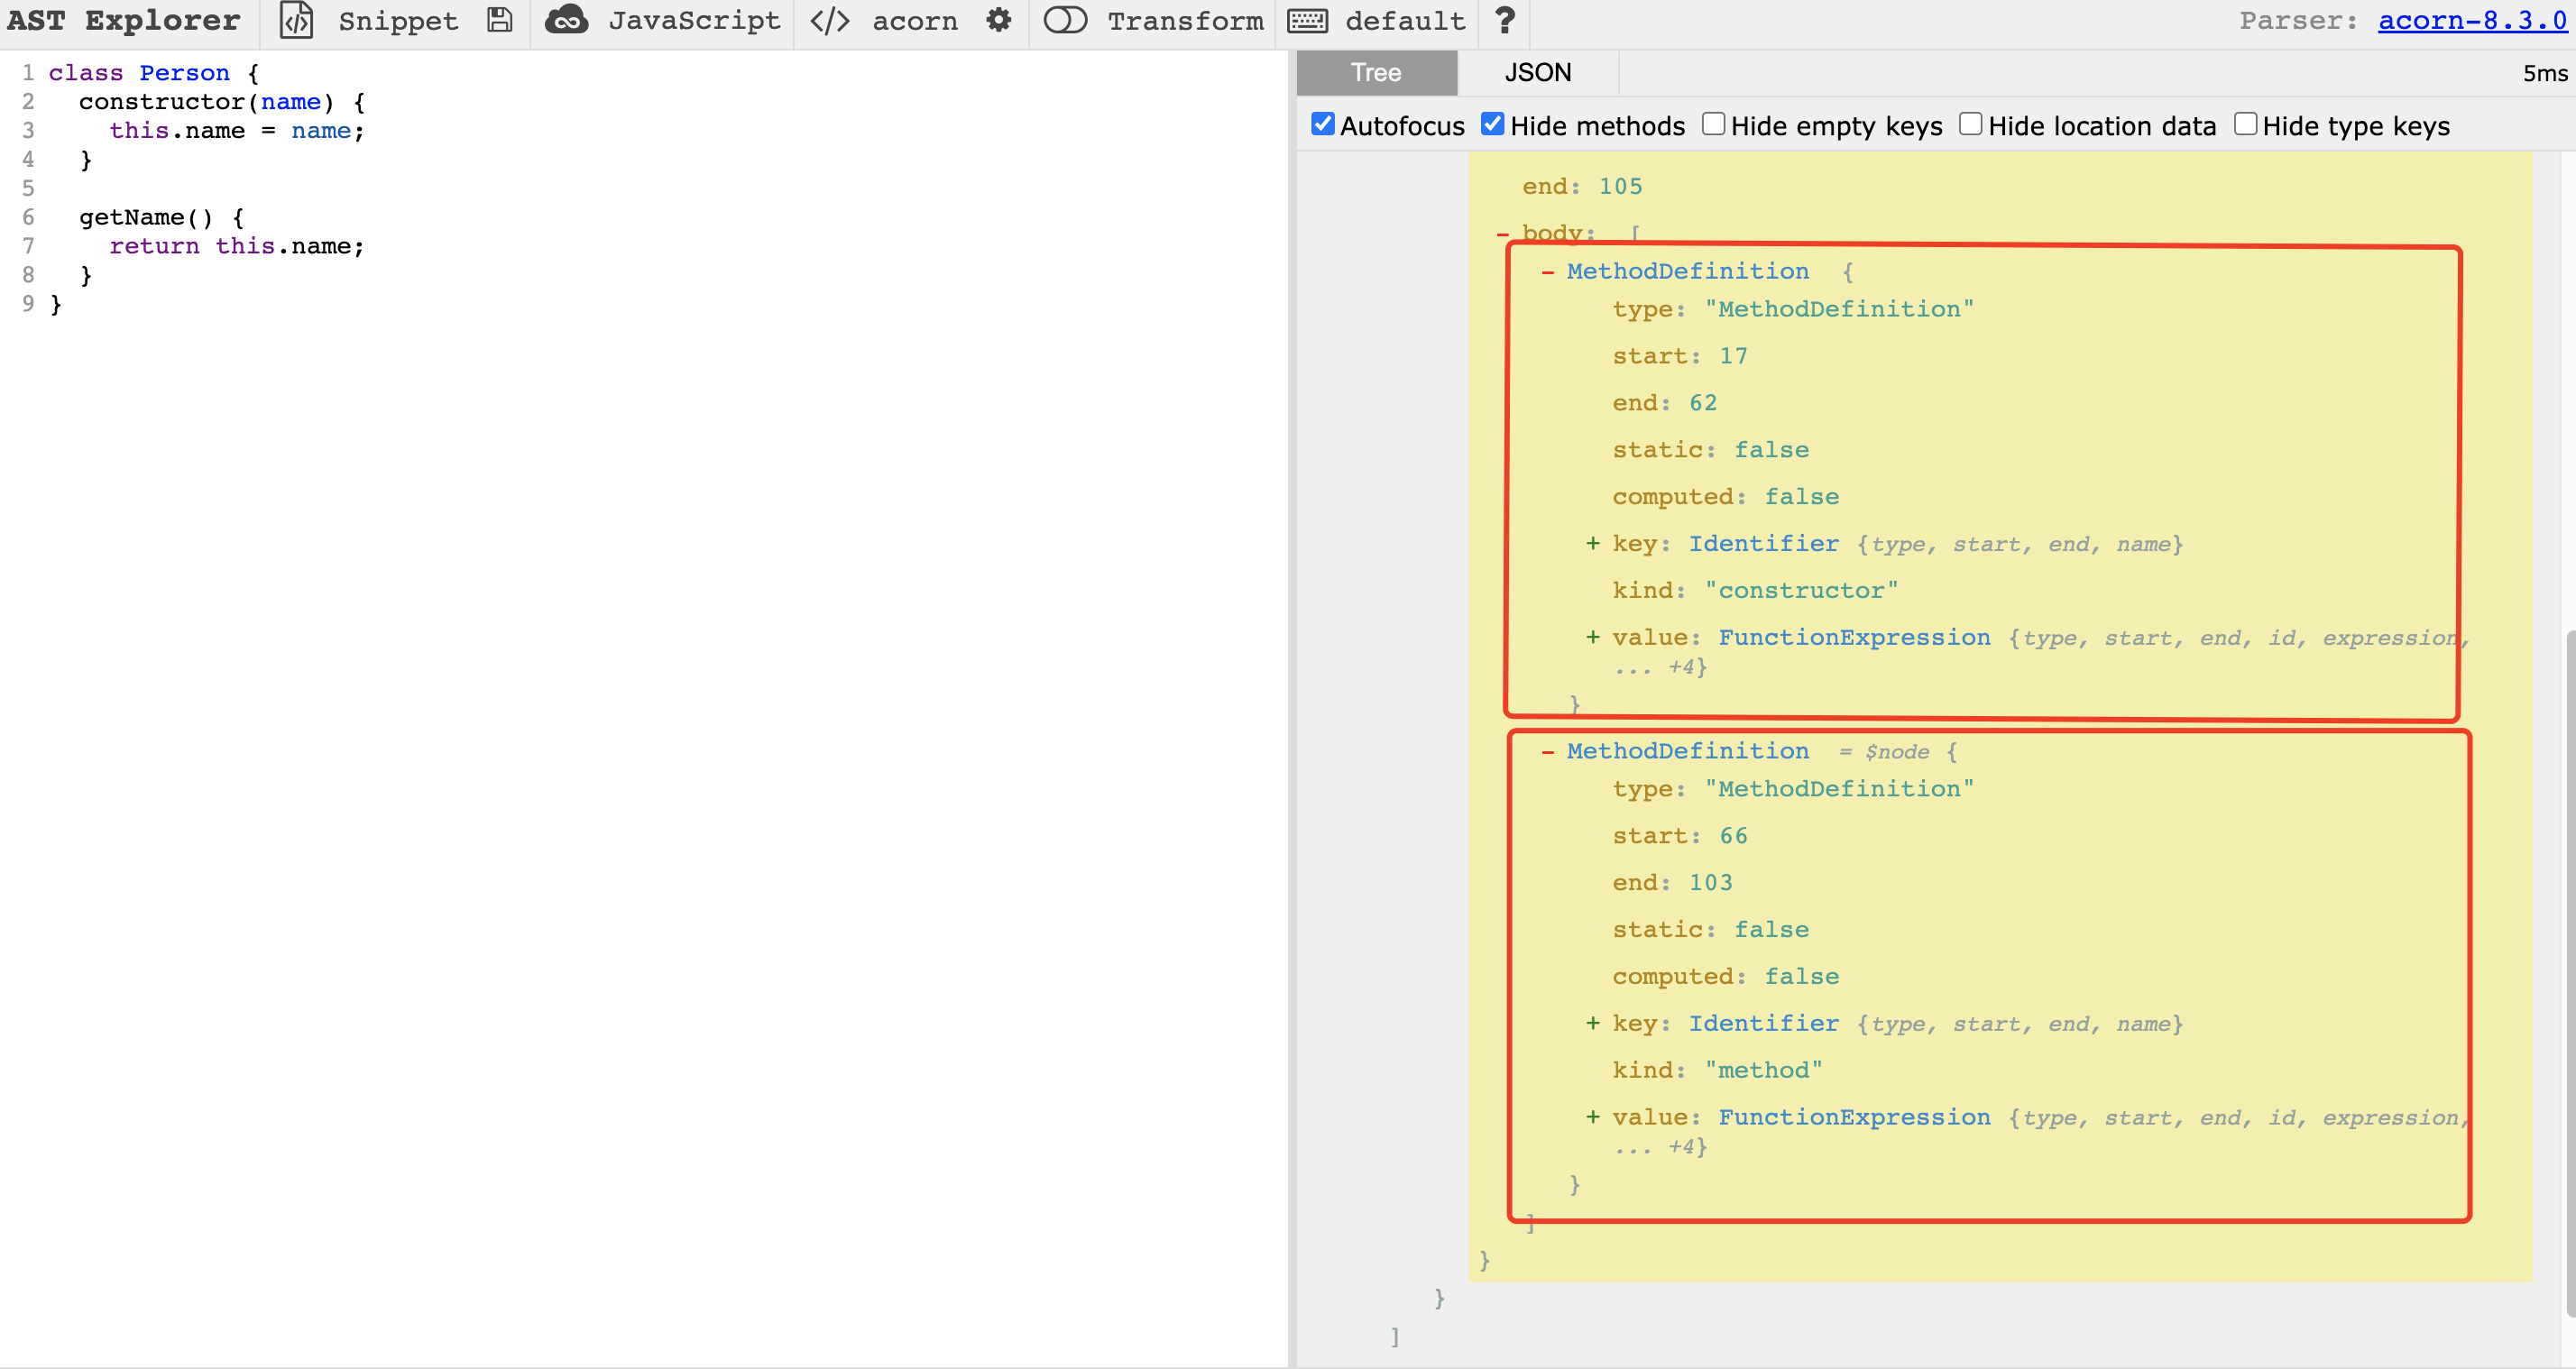 AST Explorer Snippet JavaScript </> acorn Transform default ? Parser: acorn-8.3.0
1 class Person {
2   constructor(name) {
3     this.name = name;
4   }
5
6   getName() {
7     return this.name;
8   }
9 }
Tree JSON 5ms
Autofocus Hide methods Hide empty keys Hide location data Hide type keys
end: 105
- body: [
- MethodDefinition {
type: "MethodDefinition"
start: 17
end: 62
static: false
computed: false
+ key: Identifier {type, start, end, name}
kind: "constructor"
+ value: FunctionExpression {type, start, end, id, expression,
... +4}
}
- MethodDefinition = $node {
type: "MethodDefinition"
start: 66
end: 103
static: false
computed: false
+ key: Identifier {type, start, end, name}
kind: "method"
+ value: FunctionExpression {type, start, end, id, expression,
... +4}
}
]
}
}
]